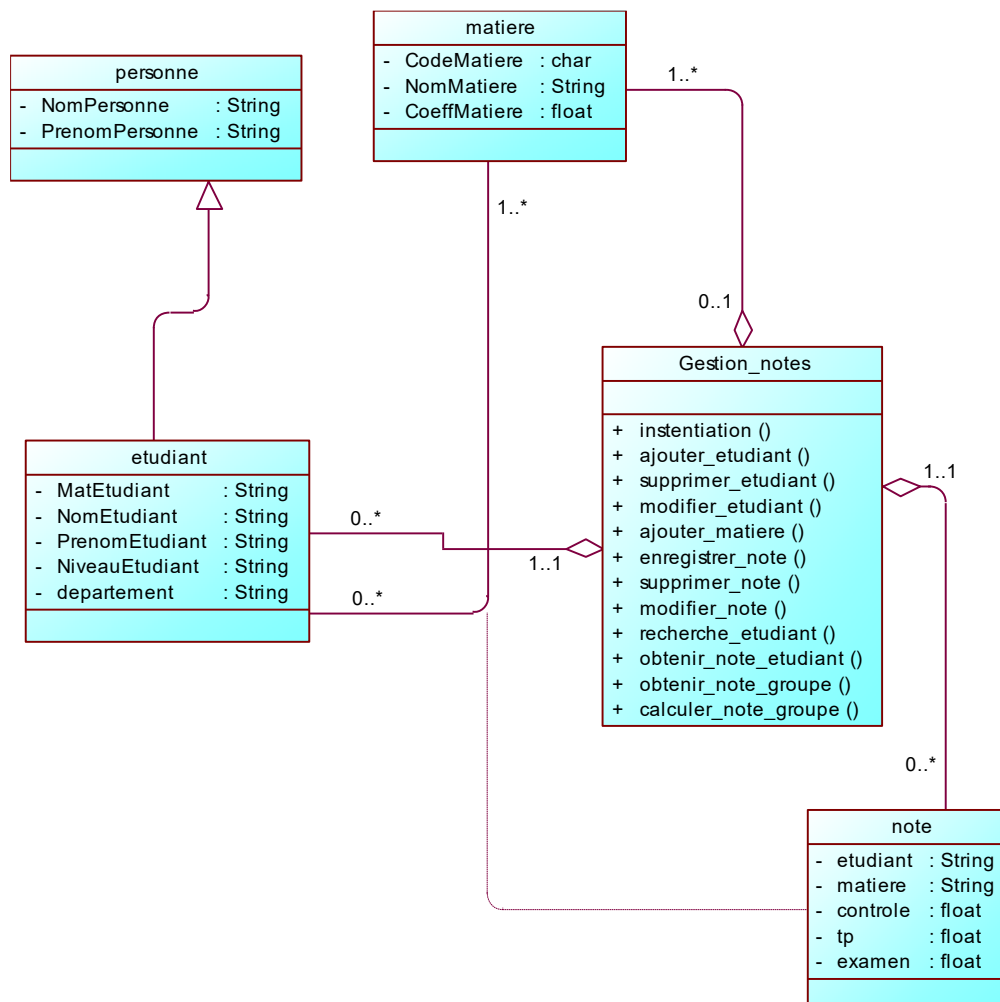 personne
- NomPersonne : String
- PrenomPersonne : String
matiere
- CodeMatiere : char
- NomMatiere : String
- CoeffMatiere : float
1..*
1..*
0..1
Gestion_notes
+ instentiation ()
+ ajouter_etudiant ()
+ supprimer_etudiant ()
+ modifier_etudiant ()
+ ajouter_matiere ()
+ enregistrer_note ()
+ supprimer_note ()
+ modifier_note ()
+ recherche_etudiant ()
+ obtenir_note_etudiant ()
+ obtenir_note_groupe ()
+ calculer_note_groupe ()
etudiant
- MatEtudiant : String
- NomEtudiant : String
- PrenomEtudiant : String
- NiveauEtudiant : String
- departement : String
0..*
1..1
0..*
1..1
0..*
note
- etudiant : String
- matiere : String
- controle : float
- tp : float
- examen : float